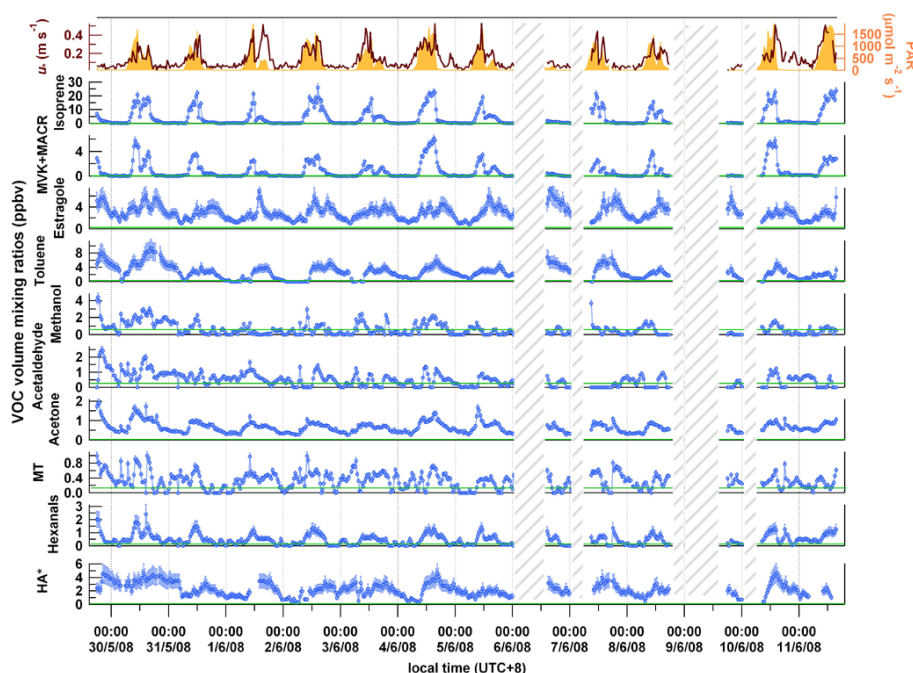 u* (m s-1)
0.4
0.2
1500
1000
500
0
PAR
(µmol m-2 s-1)
VOC volume mixing ratios (ppbv)
Isoprene
30
20
10
0
MVK+MACR
4
2
0
Estragole
6
4
2
0
Toluene
8
4
0
Methanol
4
2
0
Acetaldehyde
2
1
0
Acetone
2
1
0
MT
0.8
0.4
0.0
Hexanals
3
2
1
0
HA*
6
4
2
0
00:00 00:00 00:00 00:00 00:00 00:00 00:00 00:00 00:00 00:00 00:00 00:00 00:00
30/5/08 31/5/08 1/6/08 2/6/08 3/6/08 4/6/08 5/6/08 6/6/08 7/6/08 8/6/08 9/6/08 10/6/08 11/6/08
local time (UTC+8)